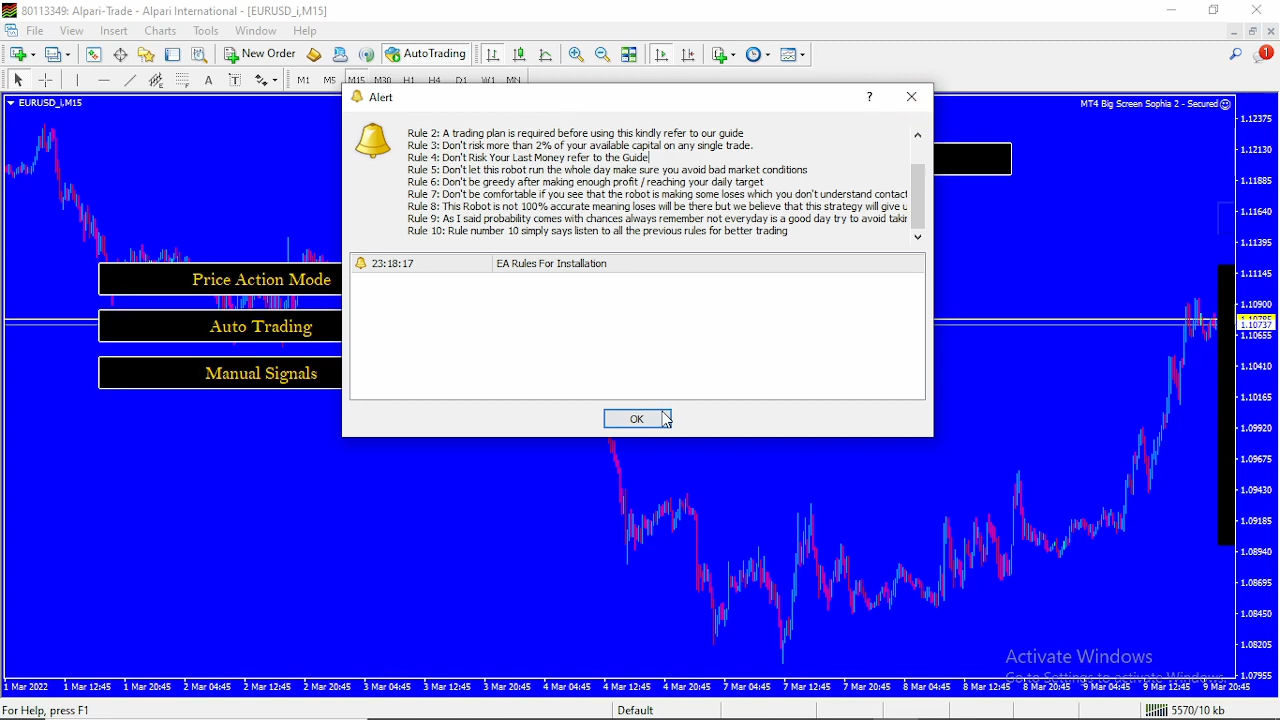 80113349: Alpari-Trade - Alpari International - [EURUSD_i,M15]
File View Insert Charts Tools Window Help
New Order AutoTrading
1
A T M1 M5 M15 M30 H1 H4 D1 W1 MN
EURUSD_i,M15
MT4 Big Screen Sophia 2 - Secured
Alert
?
Rule 2: A trading plan is required before using this kindly refer to our guide
Rule 3: Don't risk more than 2% of your available capital on any single trade.
Rule 4: Don't Risk Your Last Money refer to the Guide
Rule 5: Don't let this robot run the whole day make sure you avoid bad market conditions
Rule 6: Don't be greedy after making enough profit / reaching your daily target
Rule 7: Don't be comfortable if you see that the robot is making some loses which you don't understand contact
Rule 8: This Robot is not 100% accurate meaning loses will be there but we believe that this strategy will give
Rule 9: As I said probability comes with chances always remember not everyday is a good day try to avoid
Rule 10: Rule number 10 simply says listen to all the previous rules for better trading
23:18:17 EA Rules For Installation
OK
Price Action Mode
Auto Trading
Manual Signals
1.12375
1.12130
1.11885
1.11640
1.11395
1.11145
1.10900
1.10737
1.10655
1.10410
1.10165
1.09920
1.09675
1.09430
1.09185
1.08940
1.08695
1.08450
1.08205
1.07955
Activate Windows
Go to Settings to activate Windows.
1 Mar 2022 1 Mar 12:45 1 Mar 20:45 2 Mar 04:45 2 Mar 12:45 2 Mar 20:45 3 Mar 04:45 3 Mar 12:45 3 Mar 20:45 4 Mar 04:45 4 Mar 12:45 4 Mar 20:45 7 Mar 04:45 7 Mar 12:45 7 Mar 20:45 8 Mar 04:45 8 Mar 12:45 8 Mar 20:45 9 Mar 04:45 9 Mar 12:45 9 Mar 20:45
For Help, press F1
Default
5570/10 kb